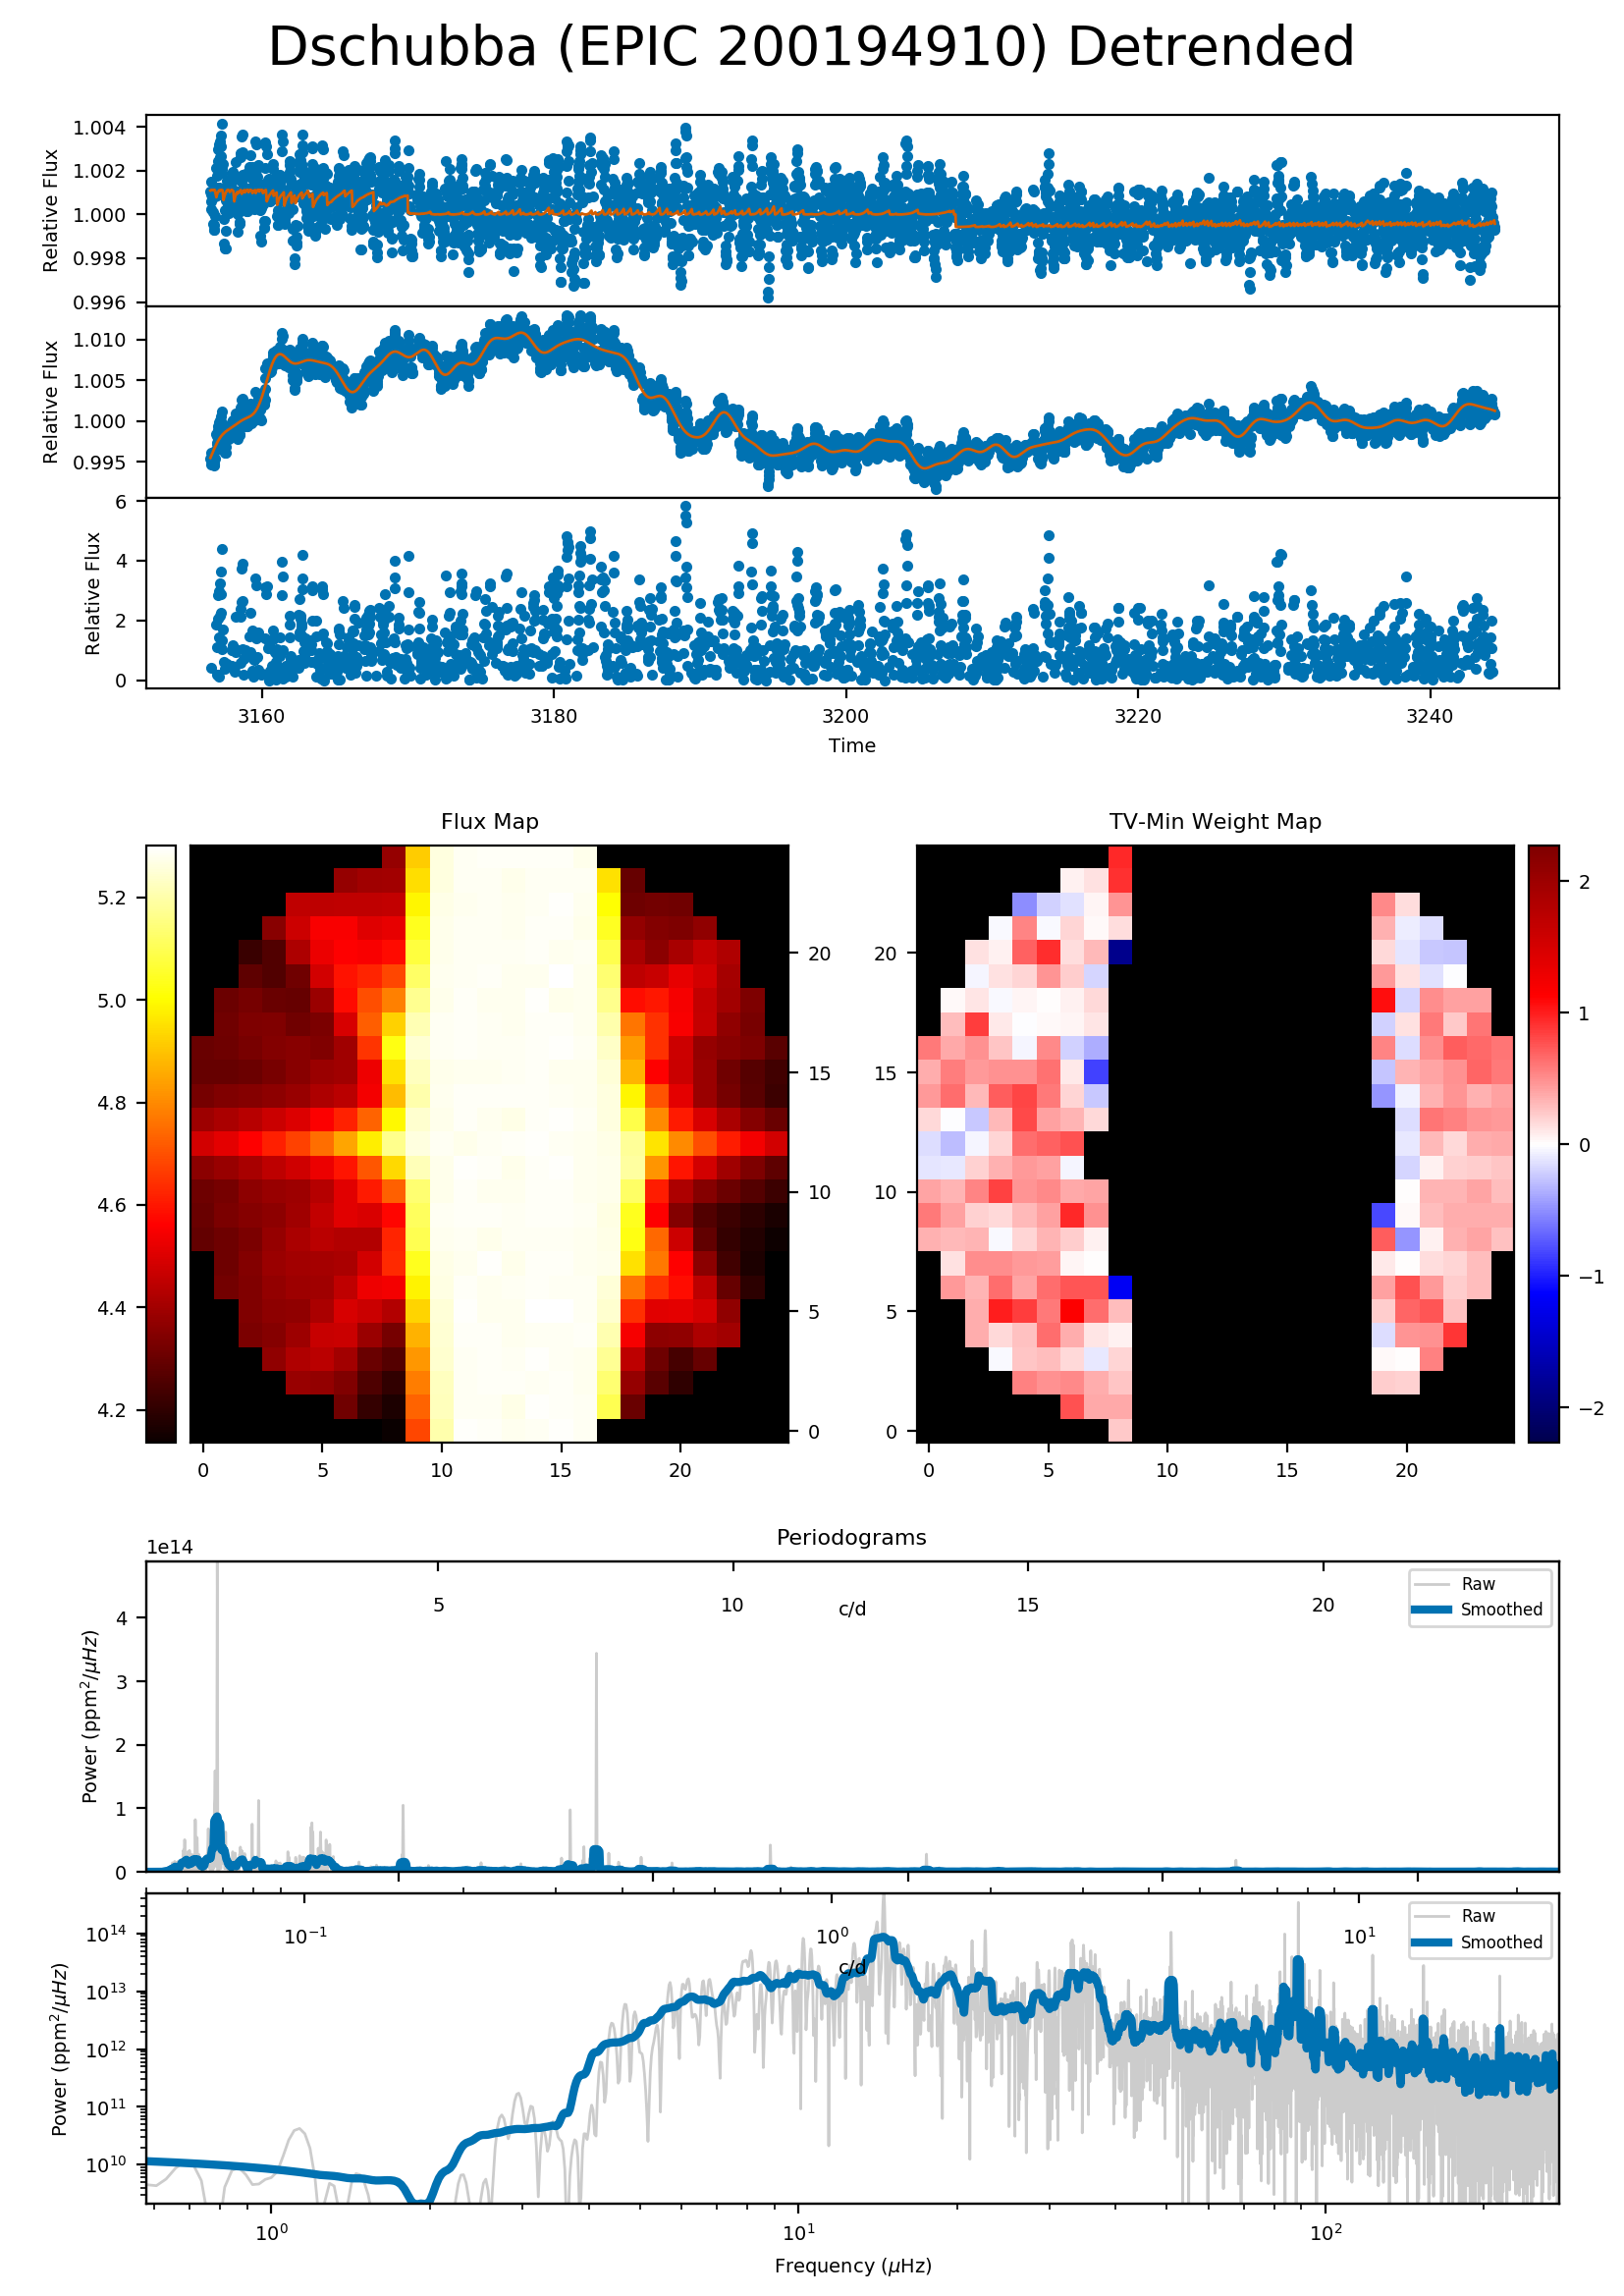 Dschubba (EPIC 200194910) Detrended
1.004
1.002
1.000
0.998
0.996
Relative Flux
1.010
1.005
1.000
0.995
Relative Flux
6
4
2
0
Relative Flux
3160 3180 3200 3220 3240
Time
Flux Map
TV-Min Weight Map
5.2
5.0
4.8
4.6
4.4
4.2
20
15
10
5
0
0 5 10 15 20
20
15
10
5
0
0 5 10 15 20
2
1
0
−1
−2
Periodograms
1e14
5 10 15 20
c/d
Raw
Smoothed
4
3
2
1
0
Power (ppm²/μHz)
10⁻¹ 10⁰ 10¹
c/d
Raw
Smoothed
10¹⁴
10¹³
10¹²
10¹¹
10¹⁰
Power (ppm²/μHz)
10⁰ 10¹ 10²
Frequency (μHz)